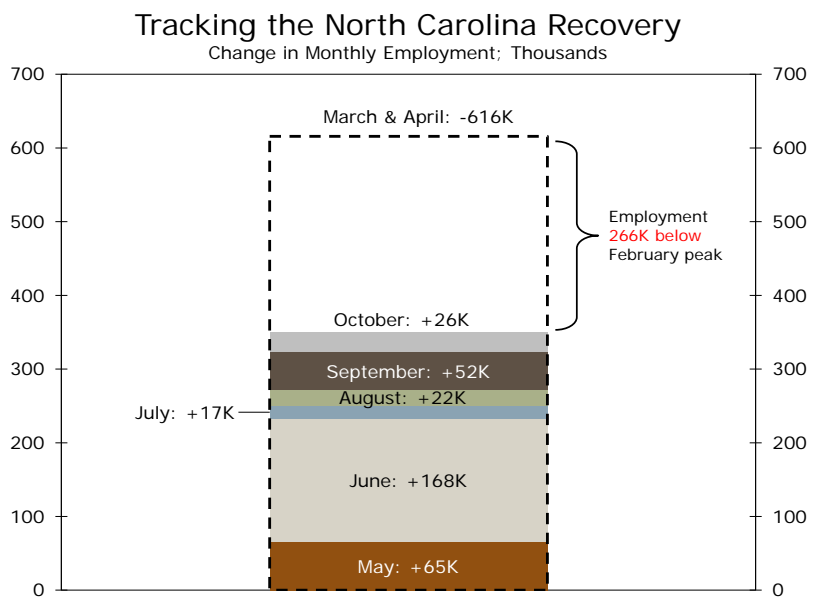 Tracking the North Carolina Recovery
Change in Monthly Employment; Thousands
700
700
March & April: -616K
600
600
Employment
266K below
February peak
500
500
400
400
October: +26K
300
300
September: +52K
August: +22K
July: +17K
200
200
June: +168K
100
100
May: +65K
0
0